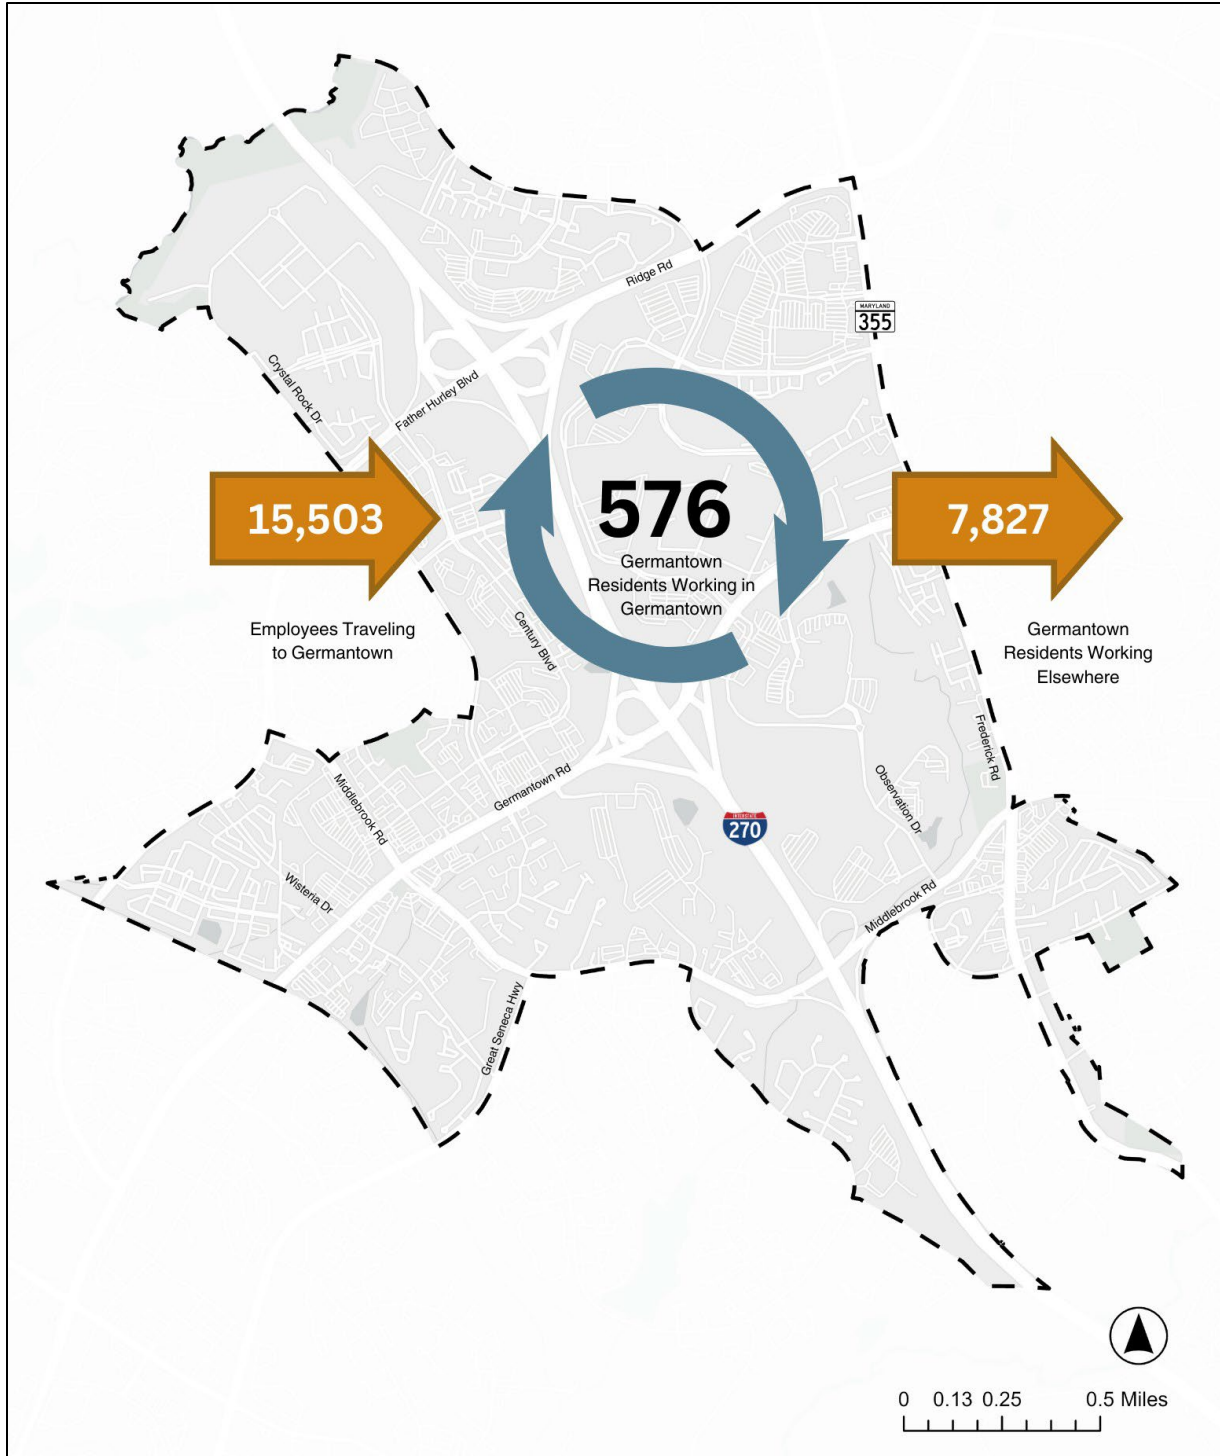 Ridge Rd
MARYLAND
355
Crystal Rock Dr
Father Hurley Blvd
15,503
576
7,827
Germantown
Residents Working in
Germantown
Employees Traveling
to Germantown
Germantown
Residents Working
Elsewhere
Century Blvd
Frederick Rd
Germantown Rd
Middlebrook Rd
Observation Dr
INTERSTATE
270
Wisteria Dr
Middlebrook Rd
Great Seneca Hwy
0 0.13 0.25 0.5 Miles